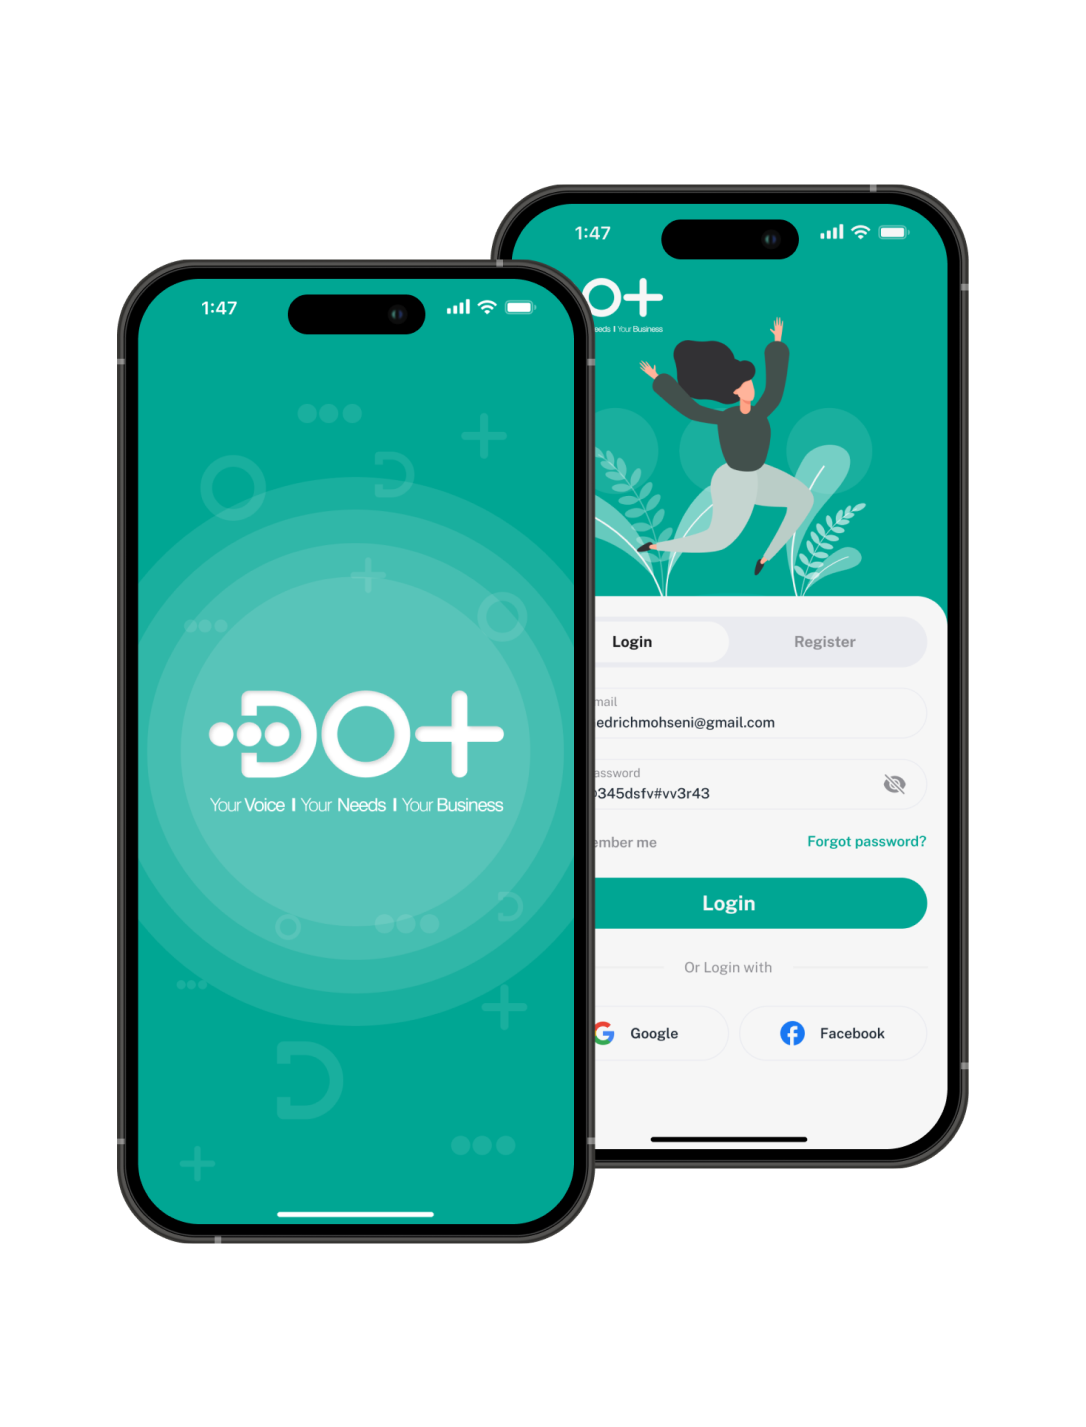 1:47
DO+
Your Voice I Your Needs I Your Business
1:47
O+
eeds I Your Business
Login Register
mail
edrichmohseni@gmail.com
assword
345dsfv#vv3r43
ember me Forgot password?
Login
Or Login with
Google Facebook